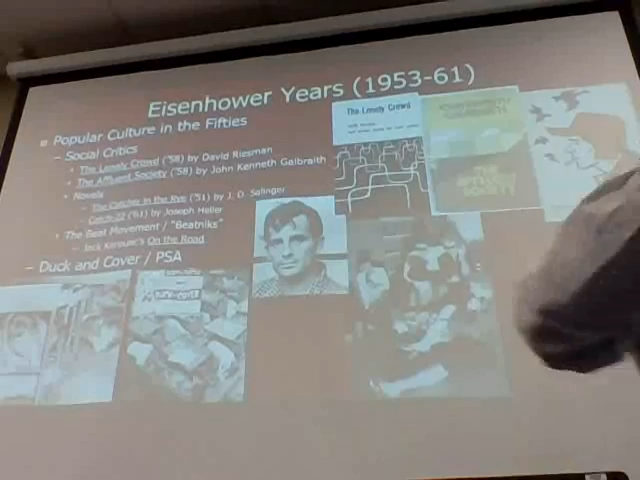 Eisenhower Years (1953-61)
Popular Culture in the Fifties
– Social Critics
• The Lonely Crowd ('58) by David Riesman
• The Affluent Society ('58) by John Kenneth Galbraith
• Novels
– The Catcher in the Rye ('51) by J. D. Salinger
– Catch-22 ('61) by Joseph Heller
• The Beat Movement / "Beatniks"
– Jack Kerouac's On the Road
– Duck and Cover / PSA
The Lonely Crowd
THE AFFLUENT SOCIETY